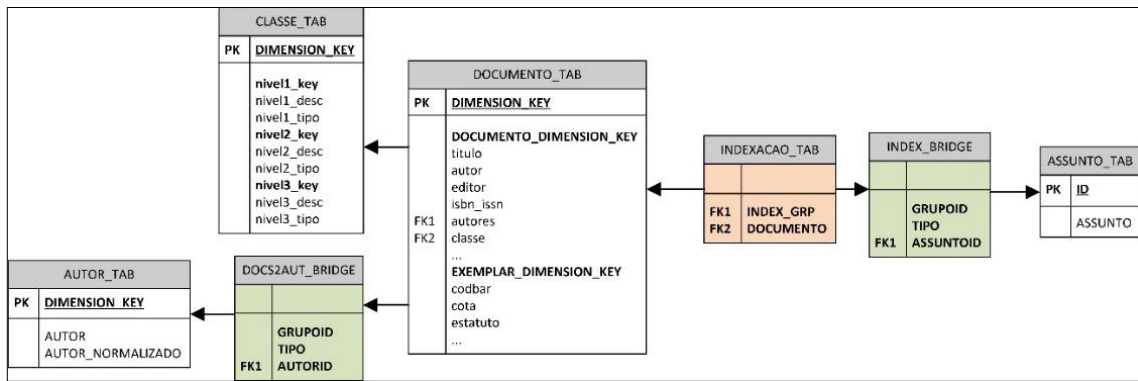 CLASSE_TAB
PK DIMENSION_KEY
nivel1_key
nivel1_desc
nivel1_tipo
nivel2_key
nivel2_desc
nivel2_tipo
nivel3_key
nivel3_desc
nivel3_tipo
DOCUMENTO_TAB
PK DIMENSION_KEY
DOCUMENTO_DIMENSION_KEY
titulo
autor
editor
isbn_issn
FK1 autores
FK2 classe
...
EXEMPLAR_DIMENSION_KEY
codbar
cota
estatuto
...
INDEXACAO_TAB
FK1 INDEX_GRP
FK2 DOCUMENTO
INDEX_BRIDGE
GRUPOID
TIPO
FK1 ASSUNTOID
ASSUNTO_TAB
PK ID
ASSUNTO
AUTOR_TAB
PK DIMENSION_KEY
AUTOR
AUTOR_NORMALIZADO
DOCS2AUT_BRIDGE
GRUPOID
TIPO
FK1 AUTORID